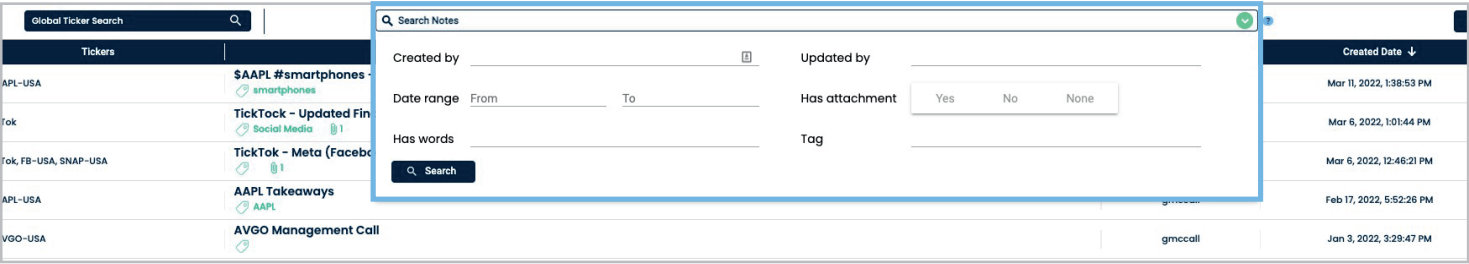 Global Ticker Search
Search Notes
?
Tickers
Created Date ↓
Created by
Updated by
Date range From To
Has attachment Yes No None
Has words
Tag
Search
APL-USA
$AAPL #smartphones -
smartphones
Mar 11, 2022, 1:38:53 PM
Tok
TickTock - Updated Fin
Social Media 1
Mar 6, 2022, 1:01:44 PM
Tok, FB-USA, SNAP-USA
TickTok - Meta (Facebo
1
Mar 6, 2022, 12:46:21 PM
APL-USA
AAPL Takeaways
AAPL
gmccall
Feb 17, 2022, 5:52:26 PM
VGO-USA
AVGO Management Call
gmccall
Jan 3, 2022, 3:29:47 PM